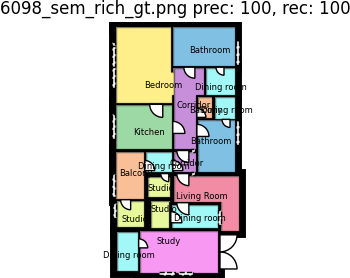 6098_sem_rich_gt.png prec: 100, rec: 100
Bathroom
Bedroom
Dining room
Corridor
Dining room
Kitchen
Bathroom
Corridor
Dining room
Balcony
Studio
Living Room
Studio
Studio
Dining room
Study
Dining room